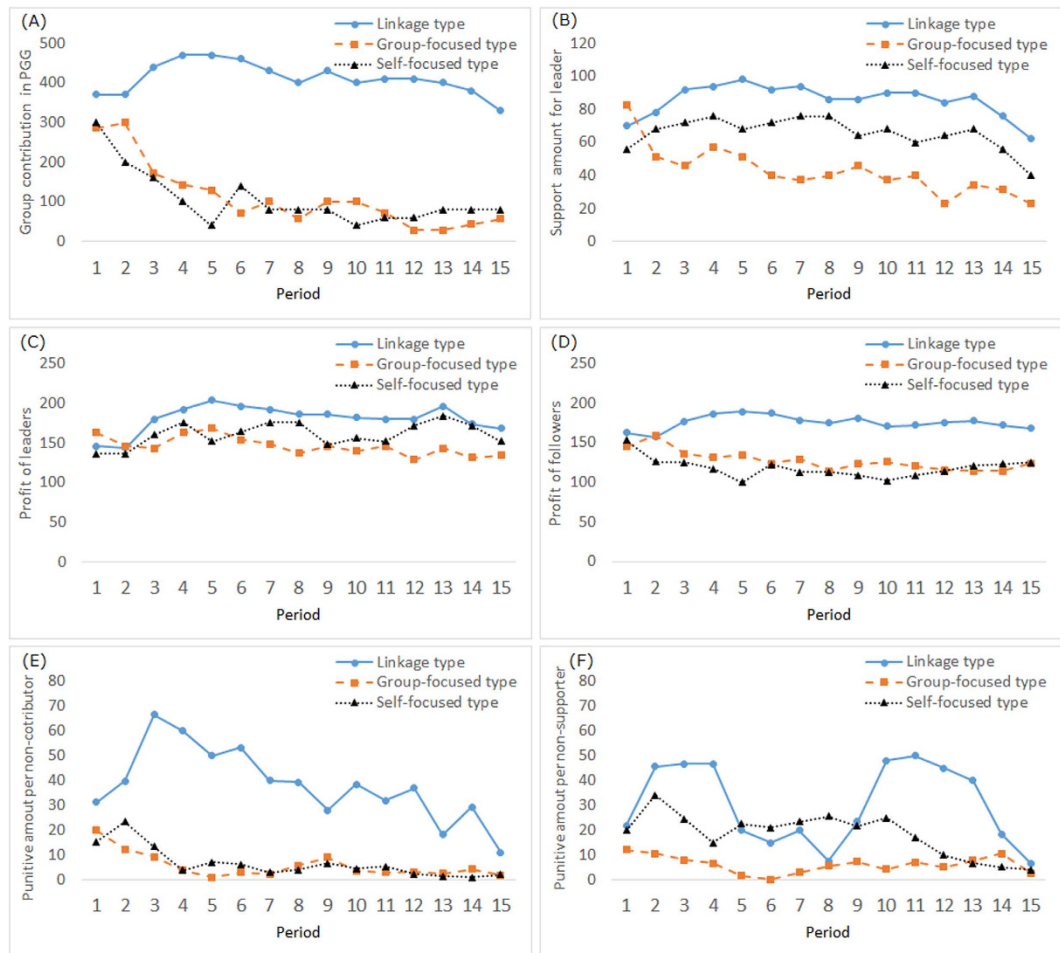 (A)
Linkage type
Group-focused type
Self-focused type
Group contribution in PGG
500
400
300
200
100
0
1 2 3 4 5 6 7 8 9 10 11 12 13 14 15
Period
(B)
Linkage type
Group-focused type
Self-focused type
Support amount for leader
120
100
80
60
40
20
0
1 2 3 4 5 6 7 8 9 10 11 12 13 14 15
Period
(C)
Linkage type
Group-focused type
Self-focused type
Profit of leaders
250
200
150
100
50
0
1 2 3 4 5 6 7 8 9 10 11 12 13 14 15
Period
(D)
Linkage type
Group-focused type
Self-focused type
Profit of followers
250
200
150
100
50
0
1 2 3 4 5 6 7 8 9 10 11 12 13 14 15
Period
(E)
Linkage type
Group-focused type
Self-focused type
Punitive amout per non-cotributor
80
70
60
50
40
30
20
10
0
1 2 3 4 5 6 7 8 9 10 11 12 13 14 15
Period
(F)
Linkage type
Group-focused type
Self-focused type
Punitive amout per non-supporter
80
70
60
50
40
30
20
10
0
1 2 3 4 5 6 7 8 9 10 11 12 13 14 15
Period